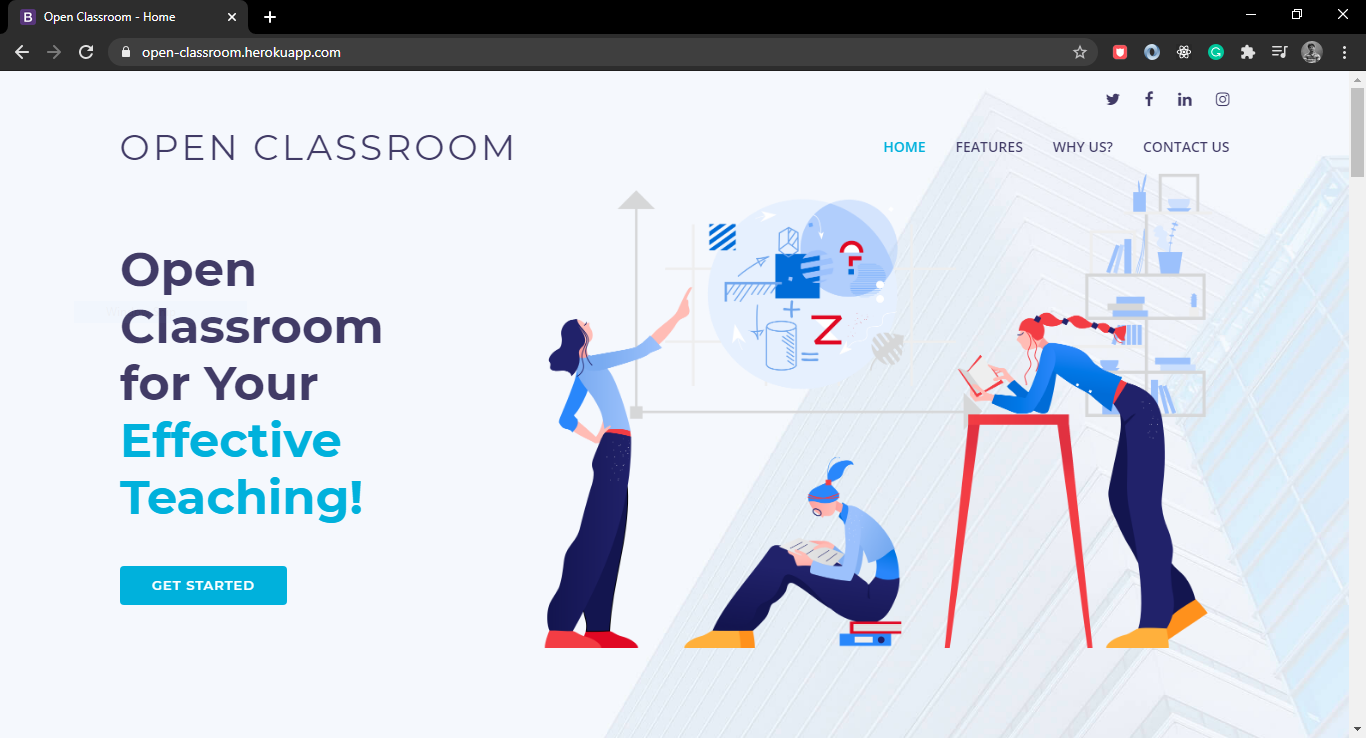 Open Classroom - Home
open-classroom.herokuapp.com
OPEN CLASSROOM
HOME FEATURES WHY US? CONTACT US
Open
Classroom
for Your
Effective
Teaching!
GET STARTED